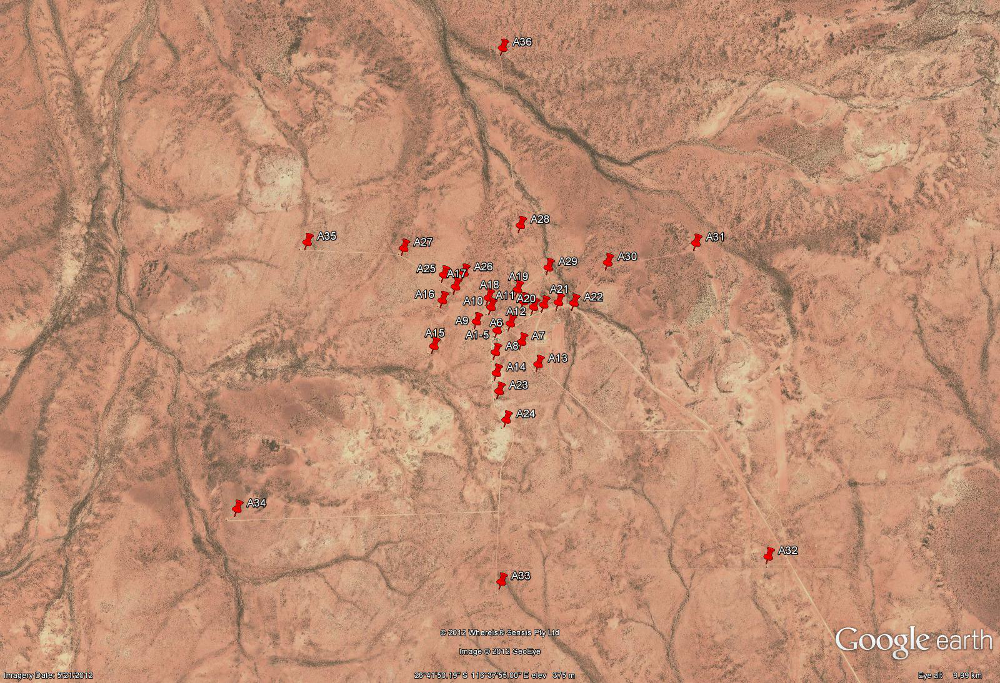 A36
A28
A35
A31
A27
A30
A29
A26
A25
A17
A19
A18
A21
A16
A11
A22
A10
A20
A12
A9
A6
A15
A1-5
A7
A8
A13
A14
A23
A24
A34
A32
A33
© 2012 Whereis® Sensis Pty Ltd
Google earth
Image © 2012 GeoEye
Imagery Date: 5/21/2012
26°41'50.19" S 116°37'55.00" E elev 375 m
Eye alt 9.99 km